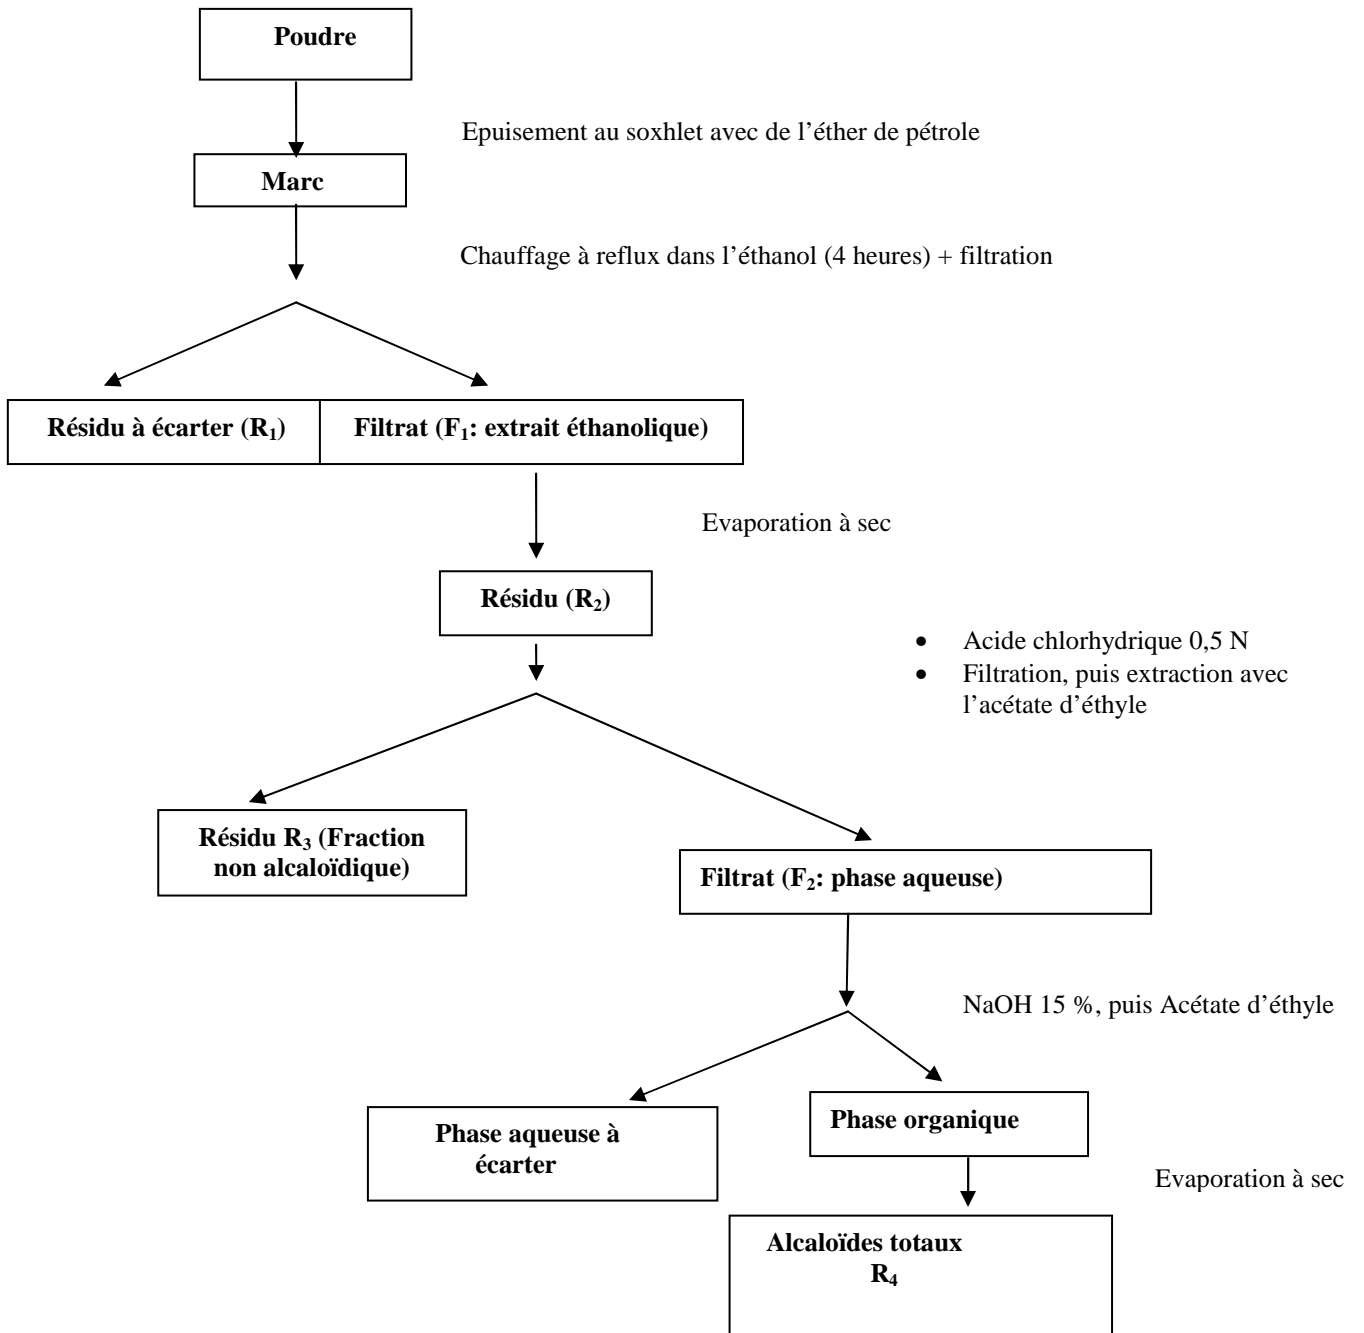 Poudre
Epuisement au soxhlet avec de l’éther de pétrole
Marc
Chauffage à reflux dans l’éthanol (4 heures) + filtration
Résidu à écarter (R₁)
Filtrat (F₁: extrait éthanolique)
Evaporation à sec
Résidu (R₂)
• Acide chlorhydrique 0,5 N
• Filtration, puis extraction avec
l’acétate d’éthyle
Résidu R₃ (Fraction
non alcaloïdique)
Filtrat (F₂: phase aqueuse)
NaOH 15 %, puis Acétate d’éthyle
Phase aqueuse à
écarter
Phase organique
Evaporation à sec
Alcaloïdes totaux
R₄